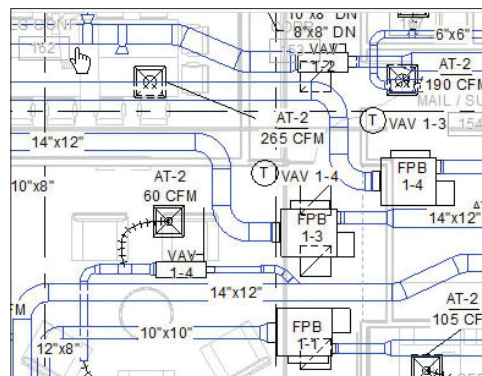 10"x8" DN
8"x8" DN
6"x6"
162
VAV
1-2
AT-2
190 CFM
MAIL / SU
154
AT-2
265 CFM
T
VAV 1-3
14"x12"
T
VAV 1-4
FPB
1-4
AT-2
60 CFM
10"x8"
14"x12"
FPB
1-3
VAV
1-4
14"x12"
AT-2
105 CF
10"x10"
FPB
1-1
12"x8"